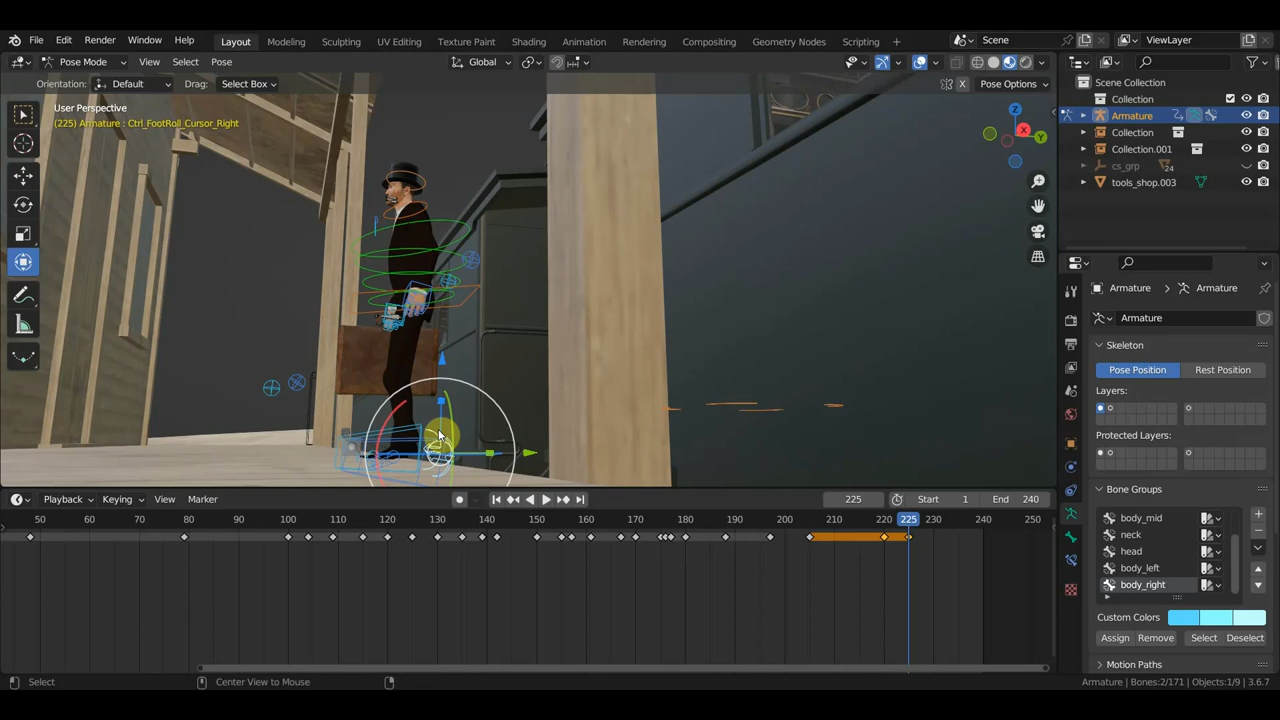 File Edit Render Window Help Layout Modeling Sculpting UV Editing Texture Paint Shading Animation Rendering Compositing Geometry Nodes Scripting Scene ViewLayer
Pose Mode View Select Pose Global
Orientation: Default Drag: Select Box X Pose Options
User Perspective
(225) Armature : Ctrl_FootRoll_Cursor_Right
X
Y
Z
Scene Collection
Collection
Armature
Collection
Collection.001
cs_grp 24
tools_shop.003
Armature Armature
Armature
Skeleton
Pose Position Rest Position
Layers:
Protected Layers:
Bone Groups
body_mid
neck
head
body_left
body_right
Custom Colors
Assign Remove Select Deselect
Motion Paths
Playback Keying View Marker 225 Start 1 End 240
50 60 70 80 90 100 110 120 130 140 150 160 170 180 190 200 210 220 225 230 240 250
Select Center View to Mouse Armature | Bones:2/171 | Objects:1/9 | 3.6.7